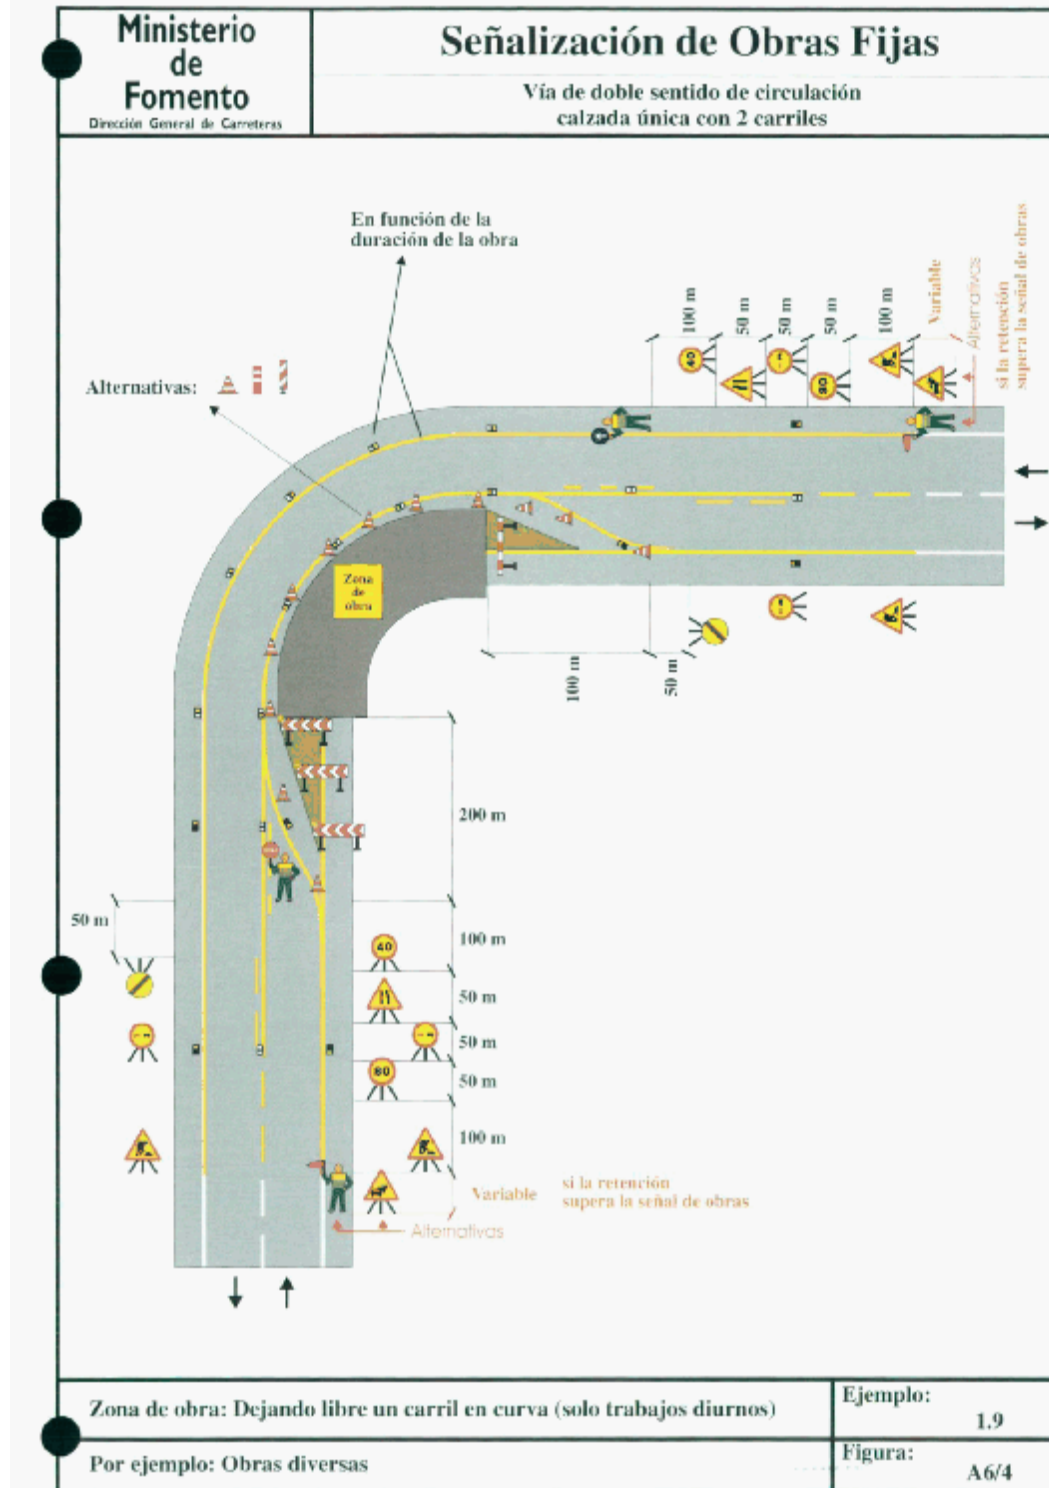 Ministerio
de
Fomento
Dirección General de Carreteras
Señalización de Obras Fijas
Vía de doble sentido de circulación
calzada única con 2 carriles
En función de la
duración de la obra
Alternativas:
100 m
50 m
50 m
50 m
100 m
Variable
Alternativas
si la retención
supera la señal de obras
40
80
Zona
de
obra
100 m
50 m
200 m
50 m
100 m
40
50 m
50 m
80
50 m
100 m
Variable
si la retención
supera la señal de obras
Alternativas
Zona de obra: Dejando libre un carril en curva (solo trabajos diurnos)
Ejemplo:
1.9
Por ejemplo: Obras diversas
Figura:
A6/4